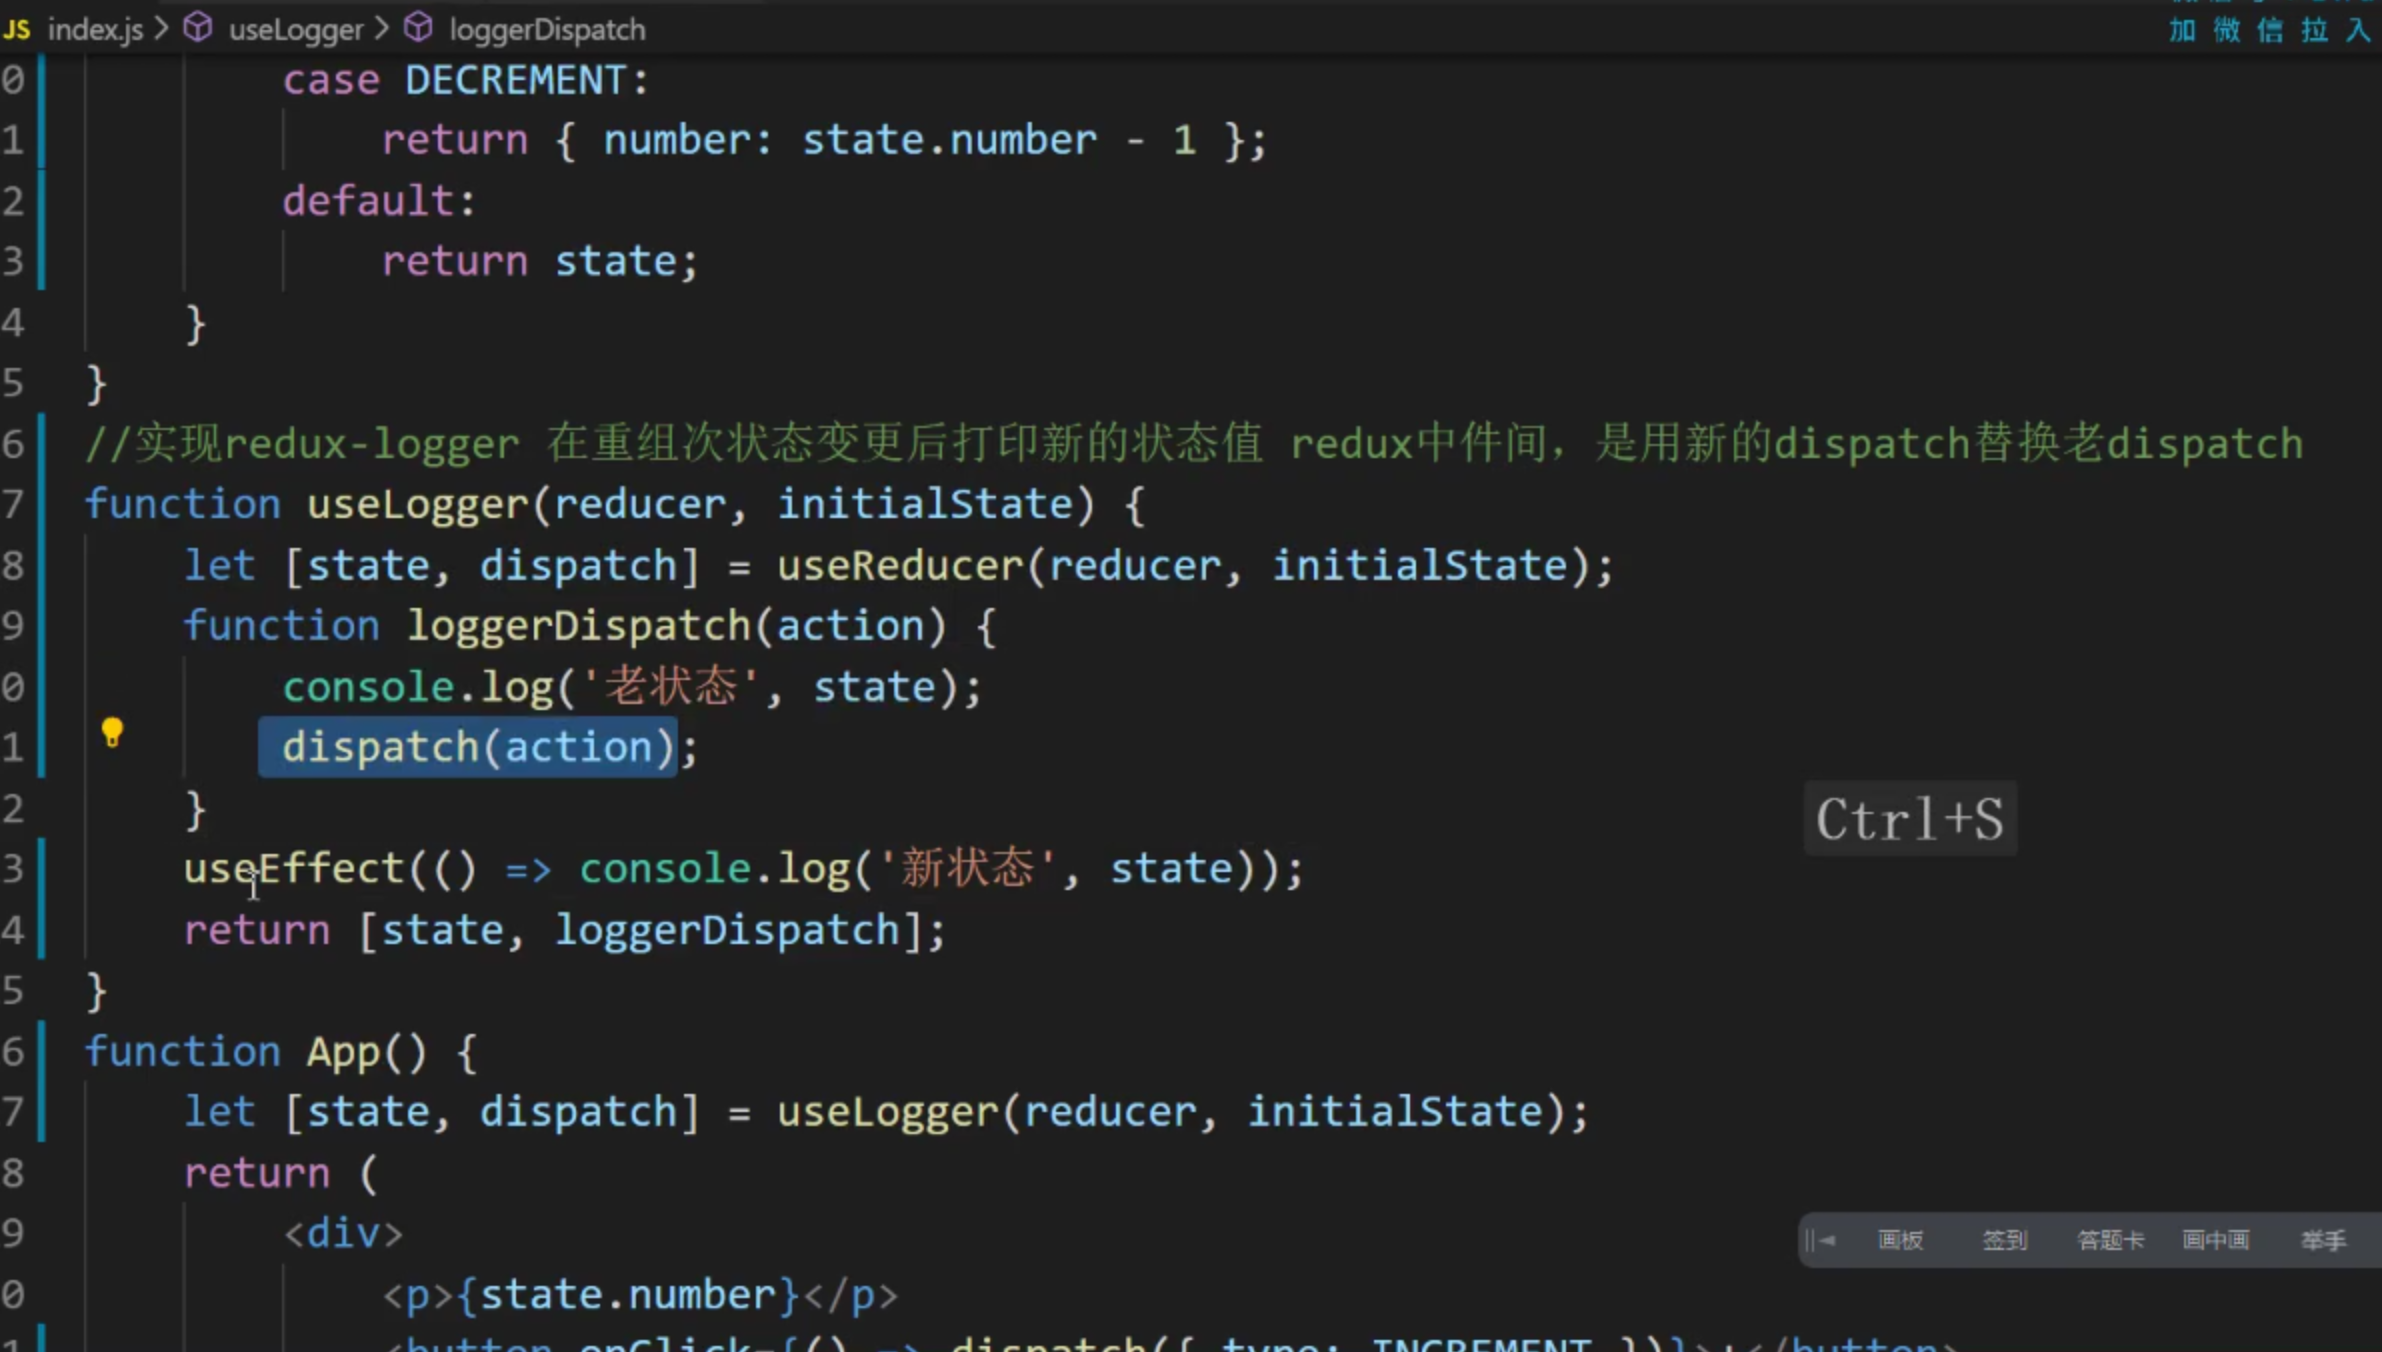 JS index.js > useLogger > loggerDispatch
加 微 信 拉 入
0 case DECREMENT:
1 return { number: state.number - 1 };
2 default:
3 return state;
4 }
5 }
6 //实现redux-logger 在重组次状态变更后打印新的状态值 redux中件间，是用新的dispatch替换老dispatch
7 function useLogger(reducer, initialState) {
8 let [state, dispatch] = useReducer(reducer, initialState);
9 function loggerDispatch(action) {
0 console.log('老状态', state);
1 dispatch(action);
2 }
Ctrl+S
3 useEffect(() => console.log('新状态', state));
4 return [state, loggerDispatch];
5 }
6 function App() {
7 let [state, dispatch] = useLogger(reducer, initialState);
8 return (
9 <div>
画板 签到 答题卡 画中画 举手
0 <p>{state.number}</p>
1 <button onClick={() => dispatch({ type: INCREMENT })}>+</button>